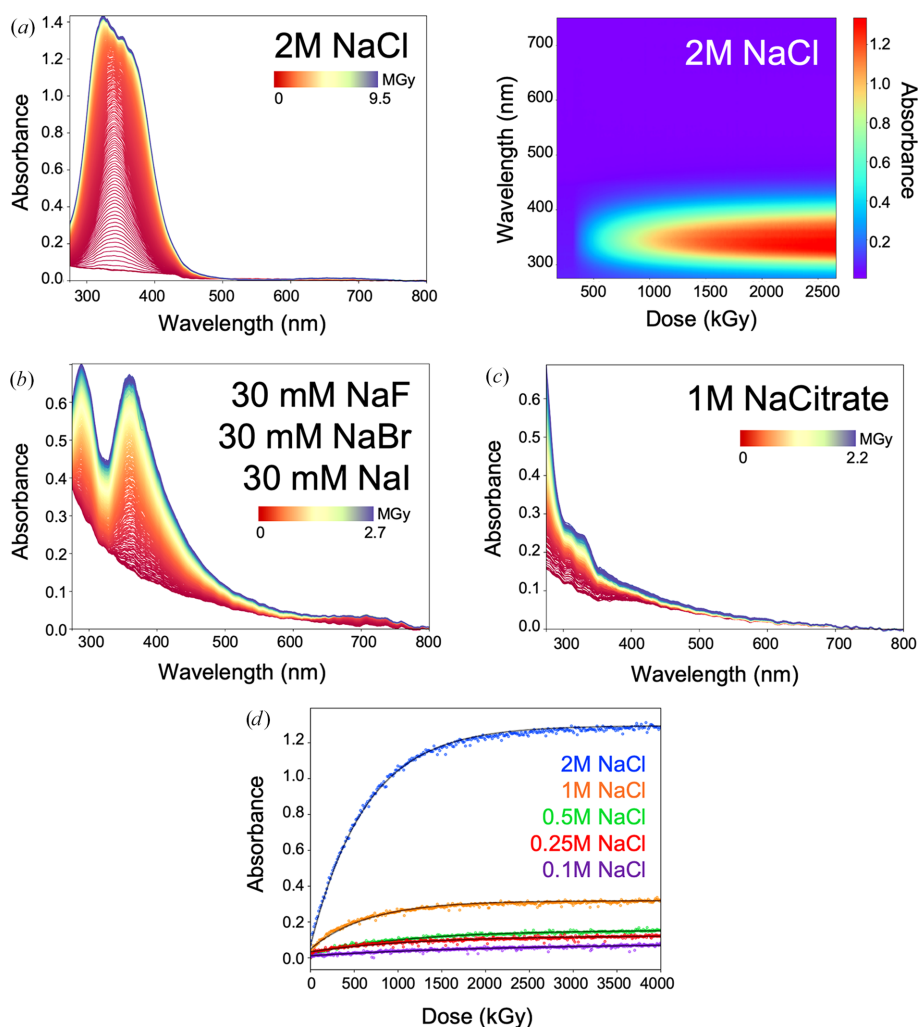 (a)
2M NaCl
MGy
0
9.5
1.4
1.2
1.0
0.8
0.6
0.4
0.2
0.0
Absorbance
300
400
500
600
700
800
Wavelength (nm)
2M NaCl
700
600
500
400
300
Wavelength (nm)
500
1000
1500
2000
2500
Dose (kGy)
1.2
1.0
0.8
0.6
0.4
0.2
Absorbance
(b)
30 mM NaF
30 mM NaBr
30 mM NaI
MGy
0
2.7
0.7
0.6
0.5
0.4
0.3
0.2
0.1
0.0
Absorbance
300
400
500
600
700
800
Wavelength (nm)
(c)
1M NaCitrate
MGy
0
2.2
0.6
0.5
0.4
0.3
0.2
0.1
0.0
Absorbance
300
400
500
600
700
800
Wavelength (nm)
(d)
2M NaCl
1M NaCl
0.5M NaCl
0.25M NaCl
0.1M NaCl
1.2
1.0
0.8
0.6
0.4
0.2
0.0
Absorbance
0
500
1000
1500
2000
2500
3000
3500
4000
Dose (kGy)